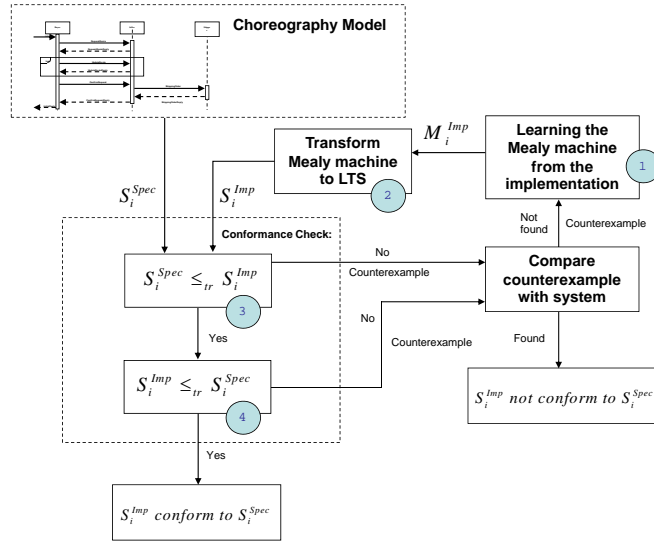 Choreography Model
Transform
Mealy machine
to LTS
2
M_i^{Imp}
Learning the
Mealy machine
from the
implementation
1
S_i^{Spec}
S_i^{Imp}
Not
found
Counterexample
Conformance Check:
No
Counterexample
Compare
counterexample
with system
S_i^{Spec} ≤_{tr} S_i^{Imp}
3
No
Counterexample
Yes
Found
S_i^{Imp} ≤_{tr} S_i^{Spec}
4
S_i^{Imp} not conform to S_i^{Spec}
Yes
S_i^{Imp} conform to S_i^{Spec}